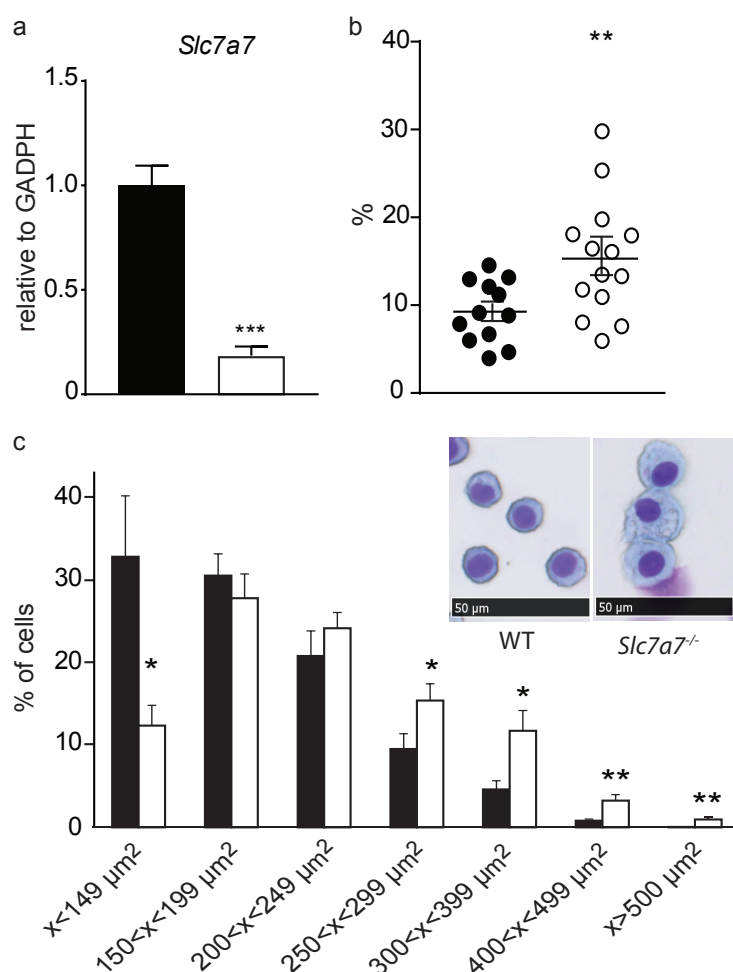 a
Slc7a7
relative to GADPH
1.5
1.0
0.5
0
***
b
%
40
30
20
10
0
**
c
% of cells
40
30
20
10
0
*
*
*
**
**
50 µm
50 µm
WT
Slc7a7-/-
x<149 µm²
150<x<199 µm²
200<x<249 µm²
250<x<299 µm²
300<x<399 µm²
400<x<499 µm²
x>500 µm²